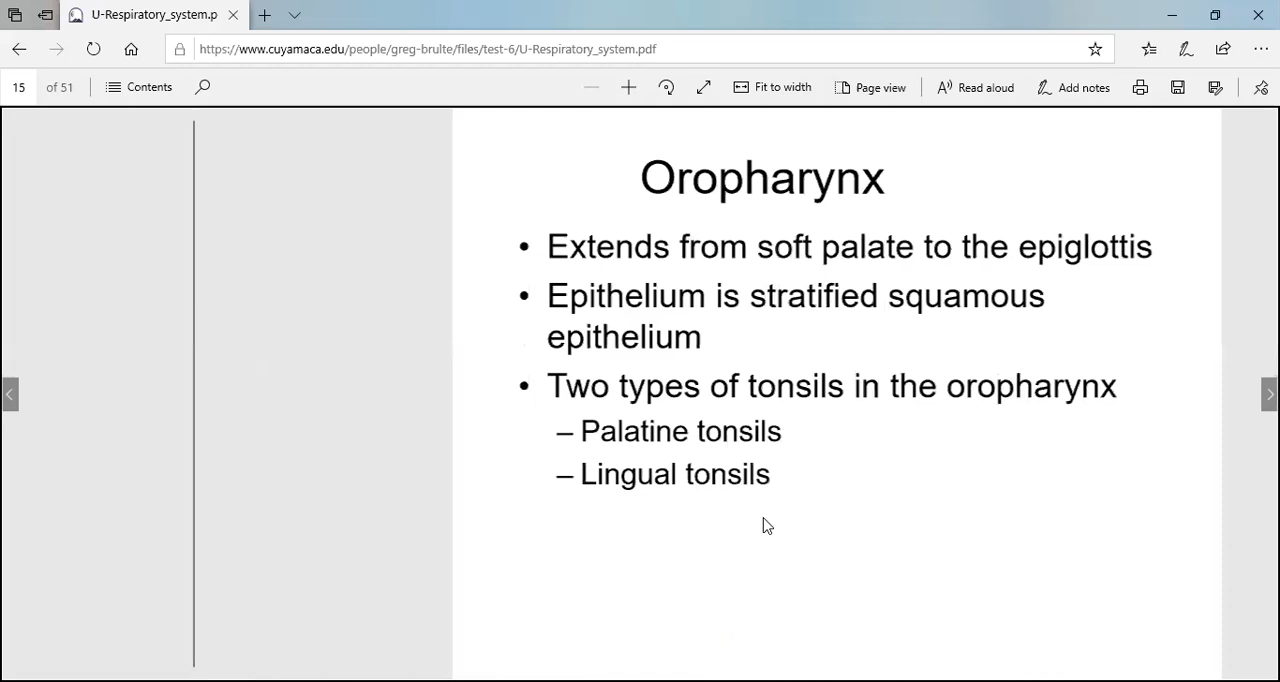 U-Respiratory_system.p
https://www.cuyamaca.edu/people/greg-brulte/files/test-6/U-Respiratory_system.pdf
15 of 51 Contents Fit to width Page view Read aloud Add notes
Oropharynx
• Extends from soft palate to the epiglottis
• Epithelium is stratified squamous
epithelium
• Two types of tonsils in the oropharynx
– Palatine tonsils
– Lingual tonsils